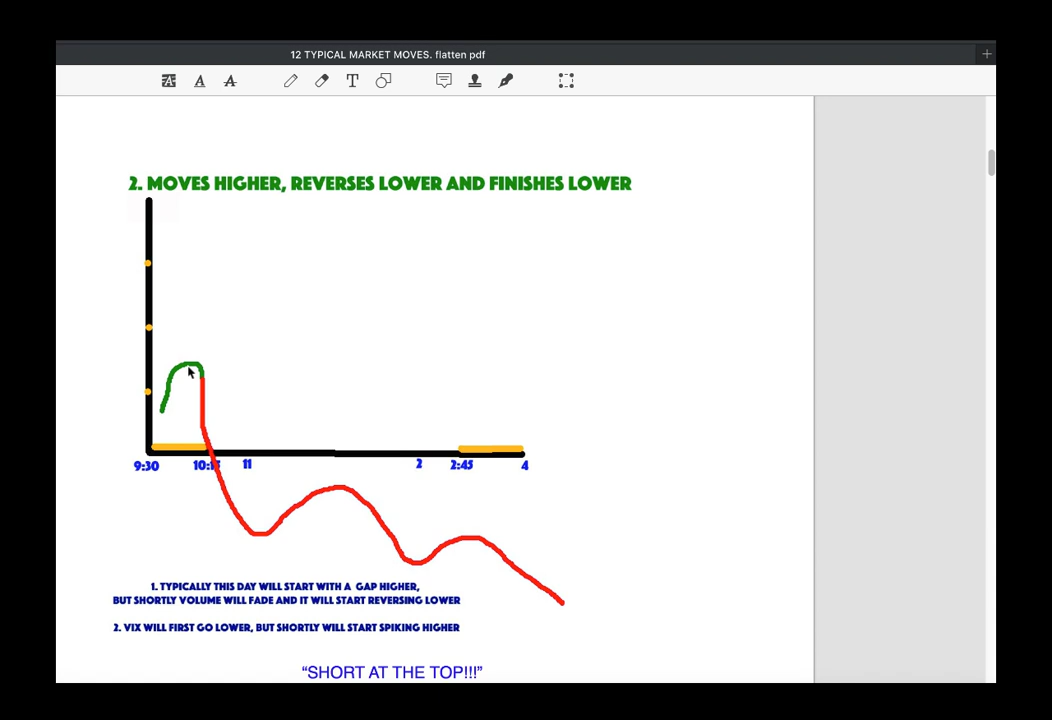 12 TYPICAL MARKET MOVES. flatten pdf
2. MOVES HIGHER, REVERSES LOWER AND FINISHES LOWER
9:30 10:15 11 2 2:45 4
1. TYPICALLY THIS DAY WILL START WITH A GAP HIGHER,
BUT SHORTLY VOLUME WILL FADE AND IT WILL START REVERSING LOWER
2. VIX WILL FIRST GO LOWER, BUT SHORTLY WILL START SPIKING HIGHER
“SHORT AT THE TOP!!!”